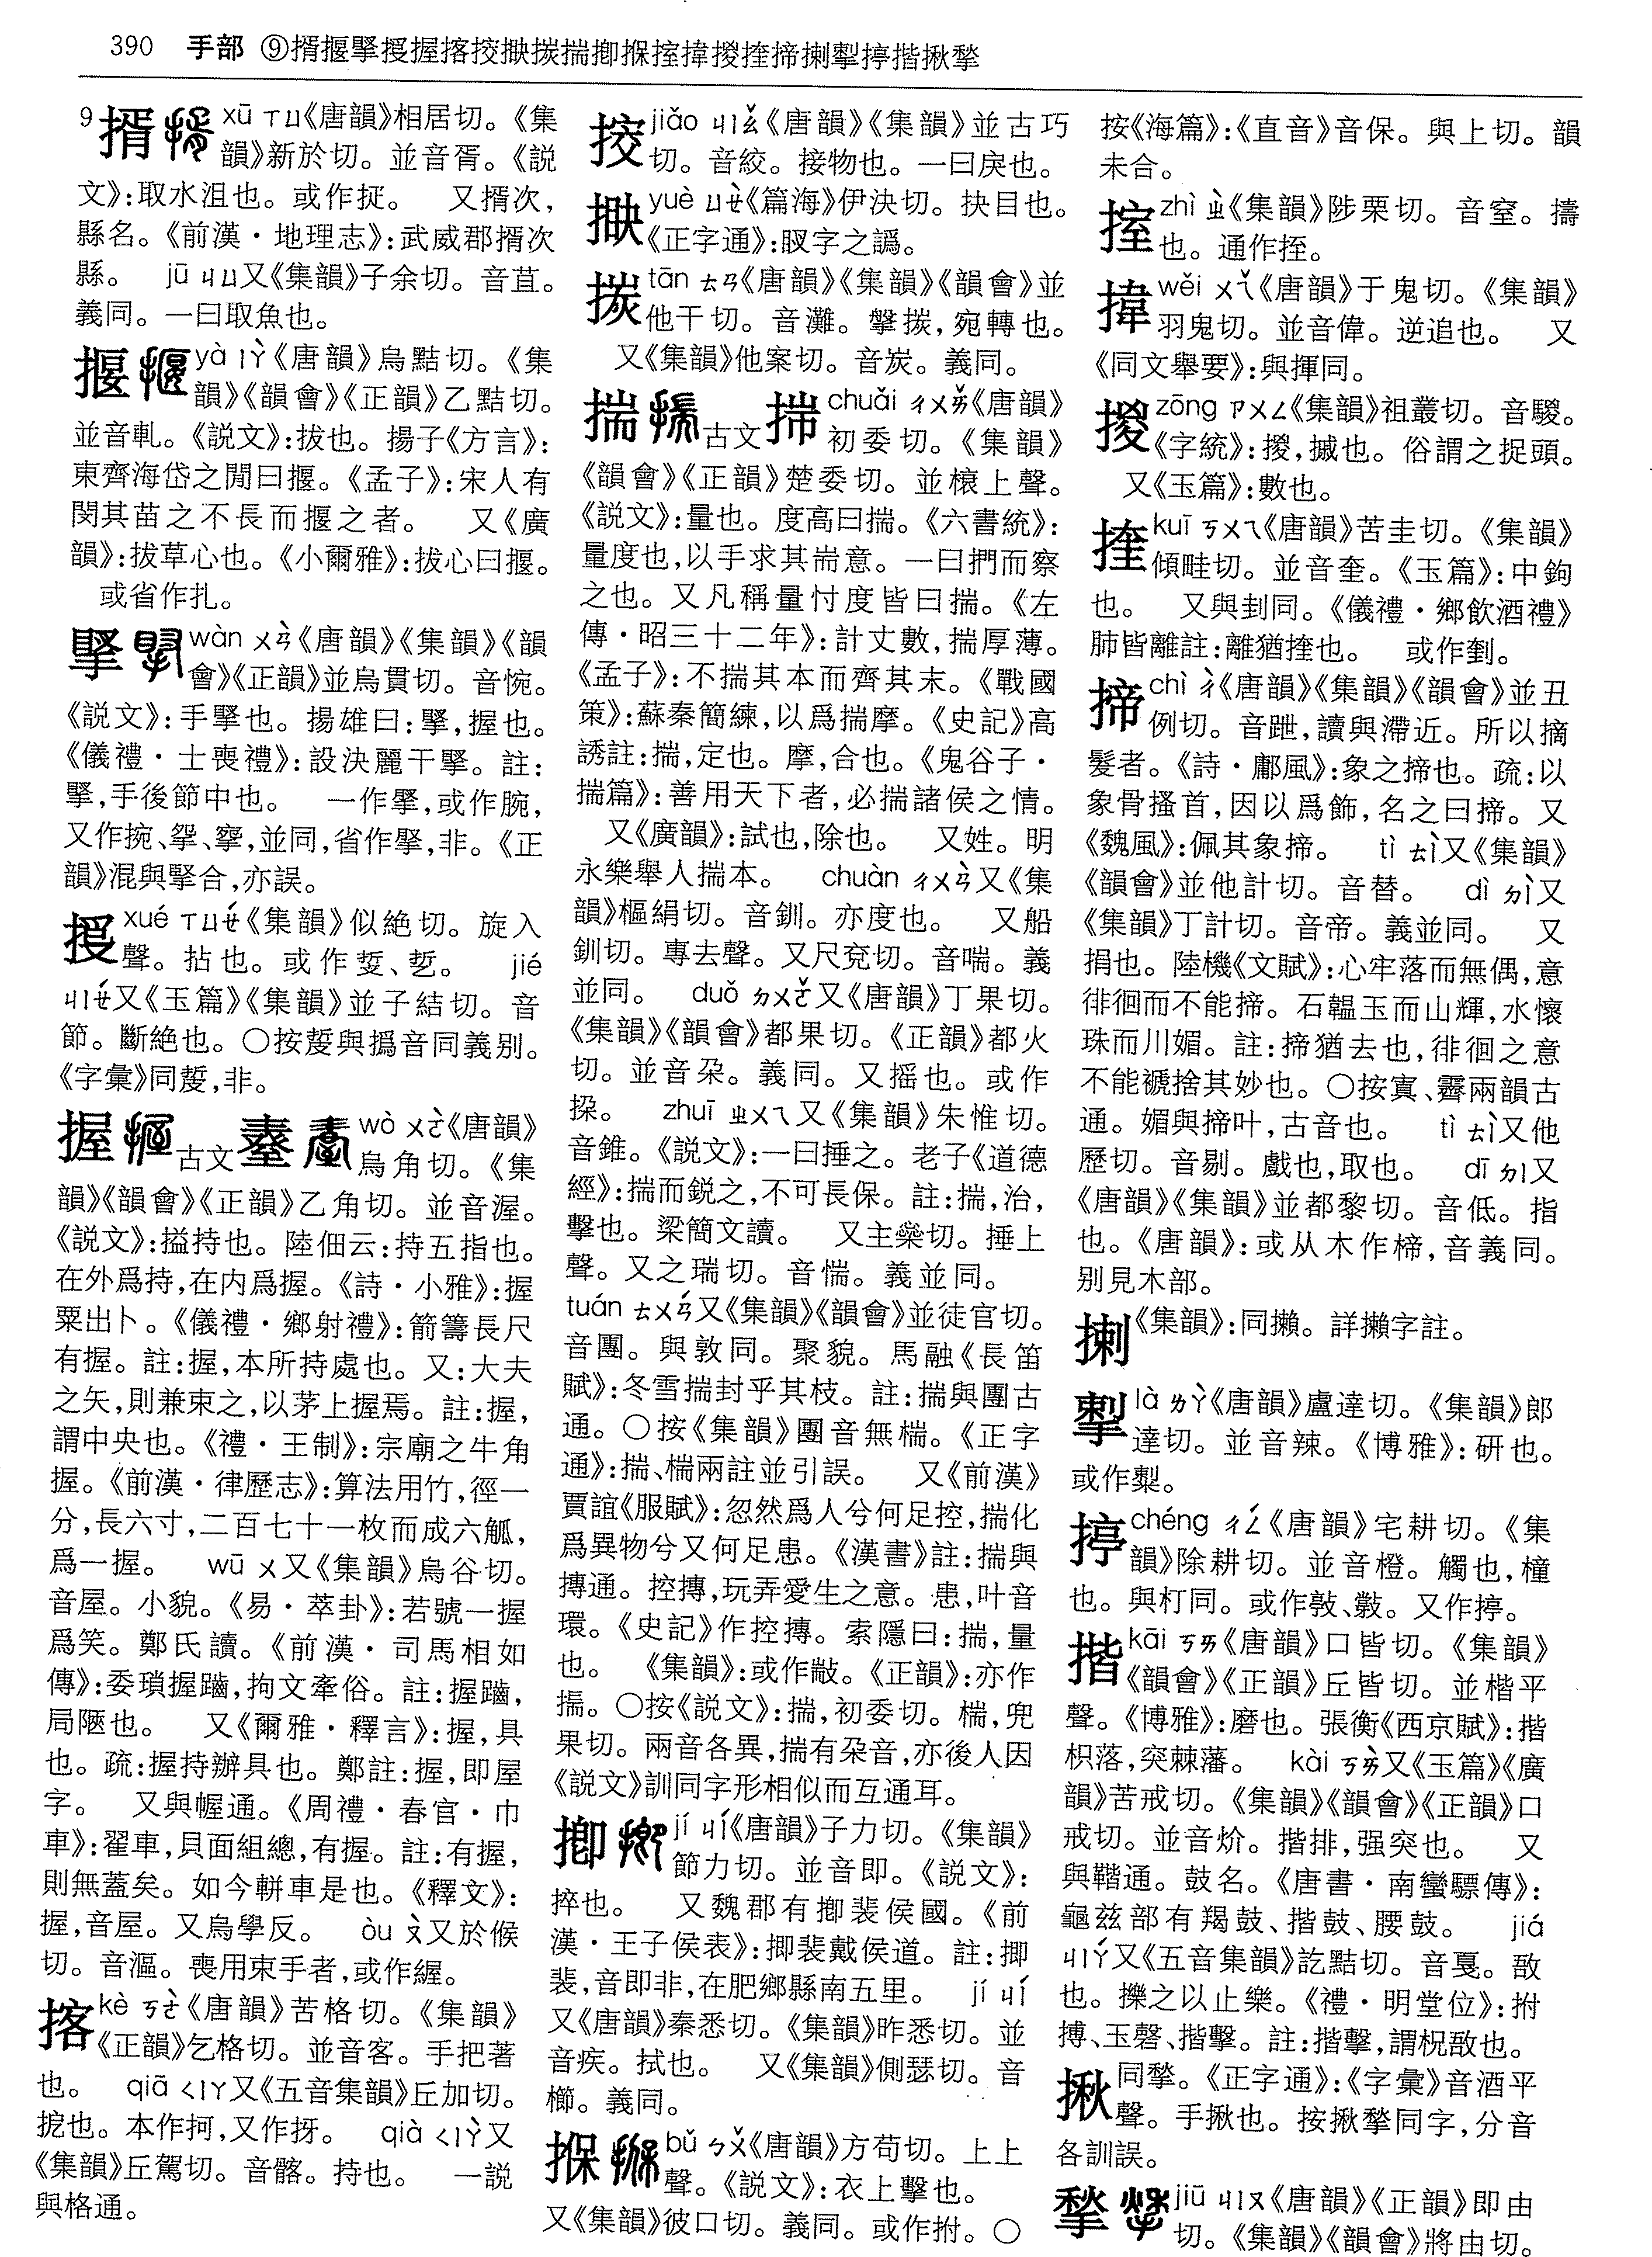 390 手部 ⑨揟揠掔㨗握揢挍抰㨏揣揤掱挃揰揘揆捶揥揦揧揨揩揪揫
9揟 xū ㄒㄩ《唐韻》相居切。《集
韻》新於切。並音胥。《説
文》:取水沮也。或作㨋。 又揟次,
縣名。《前漢·地理志》:武威郡揟次
縣。 jū ㄐㄩ又《集韻》子余切。音苴。
義同。一曰取魚也。
揠 yà ㄧㄚˋ《唐韻》烏黠切。《集
韻》《韻會》《正韻》乙黠切。
並音軋。《説文》:拔也。揚子《方言》:
東齊海岱之閒曰揠。《孟子》:宋人有
閔其苗之不長而揠之者。 又《廣
韻》:拔草心也。《小爾雅》:拔心曰揠。
或省作扎。
掔 wàn ㄨㄢˋ《唐韻》《集韻》《韻
會》《正韻》並烏貫切。音惋。
《説文》:手掔也。揚雄曰:掔,握也。
《儀禮·士喪禮》:設決麗于掔。註:
掔,手後節中也。 一作㩔,或作腕,
又作捥、㧴、㩓,並同,省作掔,非。《正
韻》混與掔合,亦誤。
xué ㄒㄩㄝˊ《集韻》似絶切。旋入
聲。拈也。或作㨗、㨗。 jié
ㄐㄧㄝˊ又《玉篇》《集韻》並子結切。音
節。斷絶也。○按與撝音同義别。
《字彙》同,非。
握 古文 wò ㄨㄛˋ《唐韻》
烏角切。《集
韻》《韻會》《正韻》乙角切。並音渥。
《説文》:搤持也。陸佃云:持五指也。
在外爲持,在内爲握。《詩·小雅》:握
粟出卜。《儀禮·鄉射禮》:箭籌長尺
有握。註:握,本所持處也。又:大夫
之矢,則兼束之,以茅上握焉。註:握,
謂中央也。《禮·王制》:宗廟之牛角
握。《前漢·律歷志》:算法用竹,徑一
分,長六寸,二百七十一枚而成六觚,
爲一握。 wū ㄨ又《集韻》烏谷切。
音屋。小貌。《易·萃卦》:若號一握
爲笑。鄭氏讀。《前漢·司馬相如
傳》:委瑣握齱,拘文牽俗。註:握齱,
局陋也。 又《爾雅·釋言》:握,具
也。疏:握持辦具也。鄭註:握,即屋
字。 又與幄通。《周禮·春官·巾
車》:翟車,貝面組總,有握。註:有握,
則無蓋矣。如今輧車是也。《釋文》:
握,音屋。又烏學反。 òu ㄡˋ又於候
切。音漚。喪用束手者,或作緸。
揢 kè ㄎㄜˋ《唐韻》苦格切。《集韻》
《正韻》乞格切。並音客。手把著
也。 qiā ㄑㄧㄚ又《五音集韻》丘加切。
挖也。本作抲,又作㧎。 qià ㄑㄧㄚˋ又
《集韻》丘駕切。音髂。持也。 一説
與格通。
㧲 jiǎo ㄐㄧㄠˇ《唐韻》《集韻》並古巧
切。音絞。接物也。一曰戾也。
yuè ㄩㄝˋ《篇海》伊決切。抉目也。
《正字通》:䀏字之譌。
㨏 tān ㄊㄢ《唐韻》《集韻》《韻會》並
他干切。音灘。擊㨏,宛轉也。
又《集韻》他案切。音炭。義同。
揣 古文 chuǎi ㄔㄨㄞˇ《唐韻》
初委切。《集韻》
《韻會》《正韻》楚委切。並榱上聲。
《説文》:量也。度高曰揣。《六書統》:
量度也,以手求其耑意。一曰捫而察
之也。又凡稱量忖度皆曰揣。《左
傳·昭三十二年》:計丈數,揣厚薄。
《孟子》:不揣其本而齊其末。《戰國
策》:蘇秦簡練,以爲揣摩。《史記》高
誘註:揣,定也。摩,合也。《鬼谷子·
揣篇》:善用天下者,必揣諸侯之情。
又《廣韻》:試也,除也。 又姓。明
永樂舉人揣本。 chuàn ㄔㄨㄢˋ又《集
韻》樞絹切。音釧。亦度也。 又船
釧切。專去聲。又尺兗切。音喘。義
並同。 duǒ ㄉㄨㄛˇ又《唐韻》丁果切。
《集韻》《韻會》都果切。《正韻》都火
切。並音朶。義同。又摇也。或作
挅。 zhuī ㄓㄨㄟ又《集韻》朱惟切。
音錐。《説文》:一曰捶之。老子《道德
經》:揣而鋭之,不可長保。註:揣,治,
擊也。梁簡文讀。 又主橤切。捶上
聲。又之瑞切。音惴。義並同。
tuán ㄊㄨㄢˊ又《集韻》《韻會》並徒官切。
音團。與敦同。聚貌。馬融《長笛
賦》:冬雪揣封乎其枝。註:揣與團古
通。○按《集韻》團音無椯。《正字
通》:揣、椯兩註並引誤。 又《前漢》
賈誼《服賦》:忽然爲人兮何足控,揣化
爲異物兮又何足患。《漢書》註:揣與
摶通。控摶,玩弄愛生之意。患,叶音
環。《史記》作控摶。索隱曰:揣,量
也。 《集韻》:或作㪜。《正韻》:亦作
㨃。○按《説文》:揣,初委切。椯,兜
果切。兩音各異,揣有朶音,亦後人因
《説文》訓同字形相似而互通耳。
揤 jí ㄐㄧˊ《唐韻》子力切。《集韻》
節力切。並音即。《説文》:
捽也。 又魏郡有揤裴侯國。《前
漢·王子侯表》:揤裴戴侯道。註:揤
裴,音即非,在肥鄉縣南五里。 jí ㄐㄧˊ
又《唐韻》秦悉切。《集韻》昨悉切。並
音疾。拭也。 又《集韻》側瑟切。音
櫛。義同。
㨐 bǔ ㄅㄨˇ《唐韻》方苟切。上上
聲。《説文》:衣上擊也。
又《集韻》彼口切。義同。或作拊。○
按《海篇》:《直音》音保。與上切。韻
未合。
㨖 zhì ㄓˋ《集韻》陟栗切。音窒。擣
也。通作挃。
揻 wěi ㄨㄟˇ《唐韻》于鬼切。《集韻》
羽鬼切。並音偉。逆追也。 又
《同文舉要》:與揮同。
㨑 zōng ㄗㄨㄥ《集韻》祖叢切。音騣。
《字統》:㨑,搣也。俗謂之捉頭。
又《玉篇》:數也。
㨒 kuī ㄎㄨㄟ《唐韻》苦圭切。《集韻》
傾畦切。並音奎。《玉篇》:中鉤
也。 又與刲同。《儀禮·鄉飲酒禮》
肺皆離註:離猶㨒也。 或作㓰。
揥 chì ㄔˋ《唐韻》《集韻》《韻會》並丑
例切。音跇,讀與滯近。所以摘
髮者。《詩·鄘風》:象之揥也。疏:以
象骨搔首,因以爲飾,名之曰揥。又
《魏風》:佩其象揥。 tì ㄊㄧˋ又《集韻》
《韻會》並他計切。音替。 dì ㄉㄧˋ又
《集韻》丁計切。音帝。義並同。 又
捐也。陸機《文賦》:心牢落而無偶,意
徘徊而不能揥。石韞玉而山輝,水懷
珠而川媚。註:揥猶去也,徘徊之意
不能褫捨其妙也。○按寘、霽兩韻古
通。媚與揥叶,古音也。 tì ㄊㄧˋ又他
歷切。音剔。戲也,取也。 dī ㄉㄧ又
《唐韻》《集韻》並都黎切。音低。指
也。《唐韻》:或从木作楴,音義同。
别見木部。
揦《集韻》:同攋。詳攋字註。
揧 là ㄌㄚˋ《唐韻》盧達切。《集韻》郎
達切。並音辣。《博雅》:研也。
或作㮏。
揨 chéng ㄔㄥˊ《唐韻》宅耕切。《集
韻》除耕切。並音橙。觸也,橦
也。與朾同。或作㪇、敹。又作揨。
揩 kāi ㄎㄞ《唐韻》口皆切。《集韻》
《韻會》《正韻》丘皆切。並楷平
聲。《博雅》:磨也。張衡《西京賦》:揩
枳落,突棘藩。 kài ㄎㄞˋ又《玉篇》《廣
韻》苦戒切。《集韻》《韻會》《正韻》口
戒切。並音炌。揩排,强突也。 又
與鞜通。鼓名。《唐書·南蠻驃傳》:
龜兹部有羯鼓、揩鼓、腰鼓。 jiá
ㄐㄧㄚˊ又《五音集韻》訖黠切。音戛。敔
也。擽之以止樂。《禮·明堂位》:拊
搏、玉磬、揩擊。註:揩擊,謂柷敔也。
揪 同揫。《正字通》:《字彙》音酒平
聲。手揪也。按揪揫同字,分音
各訓誤。
揫 jiū ㄐㄧㄡ《唐韻》《正韻》即由
切。《集韻》《韻會》將由切。